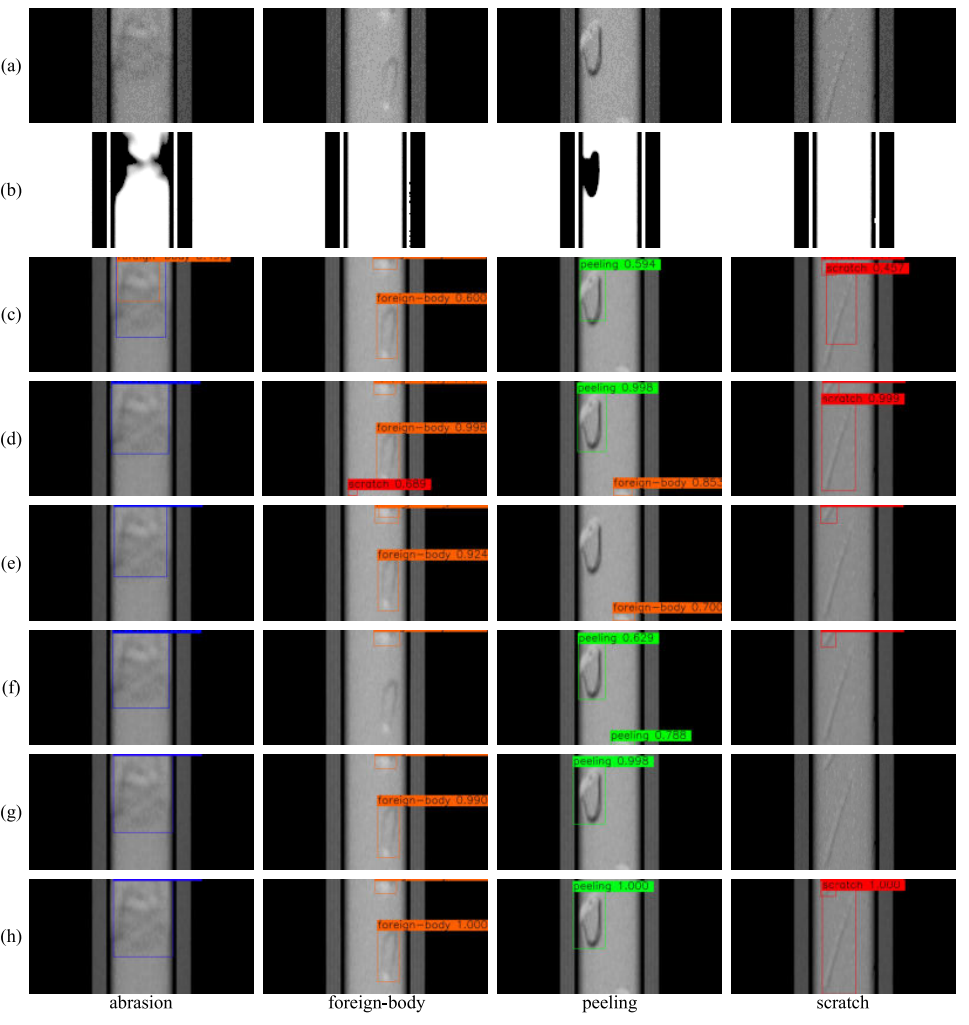 (a)
(b)
(c)
peeling 0.594
scratch 0.457
foreign-body 0.600
(d)
peeling 0.998
scratch 0.999
foreign-body 0.998
scratch 0.689
foreign-body 0.853
(e)
foreign-body 0.924
foreign-body 0.700
(f)
peeling 0.629
peeling 0.788
(g)
peeling 0.998
foreign-body 0.990
(h)
peeling 1.000
scratch 1.000
foreign-body 1.000
abrasion
foreign-body
peeling
scratch